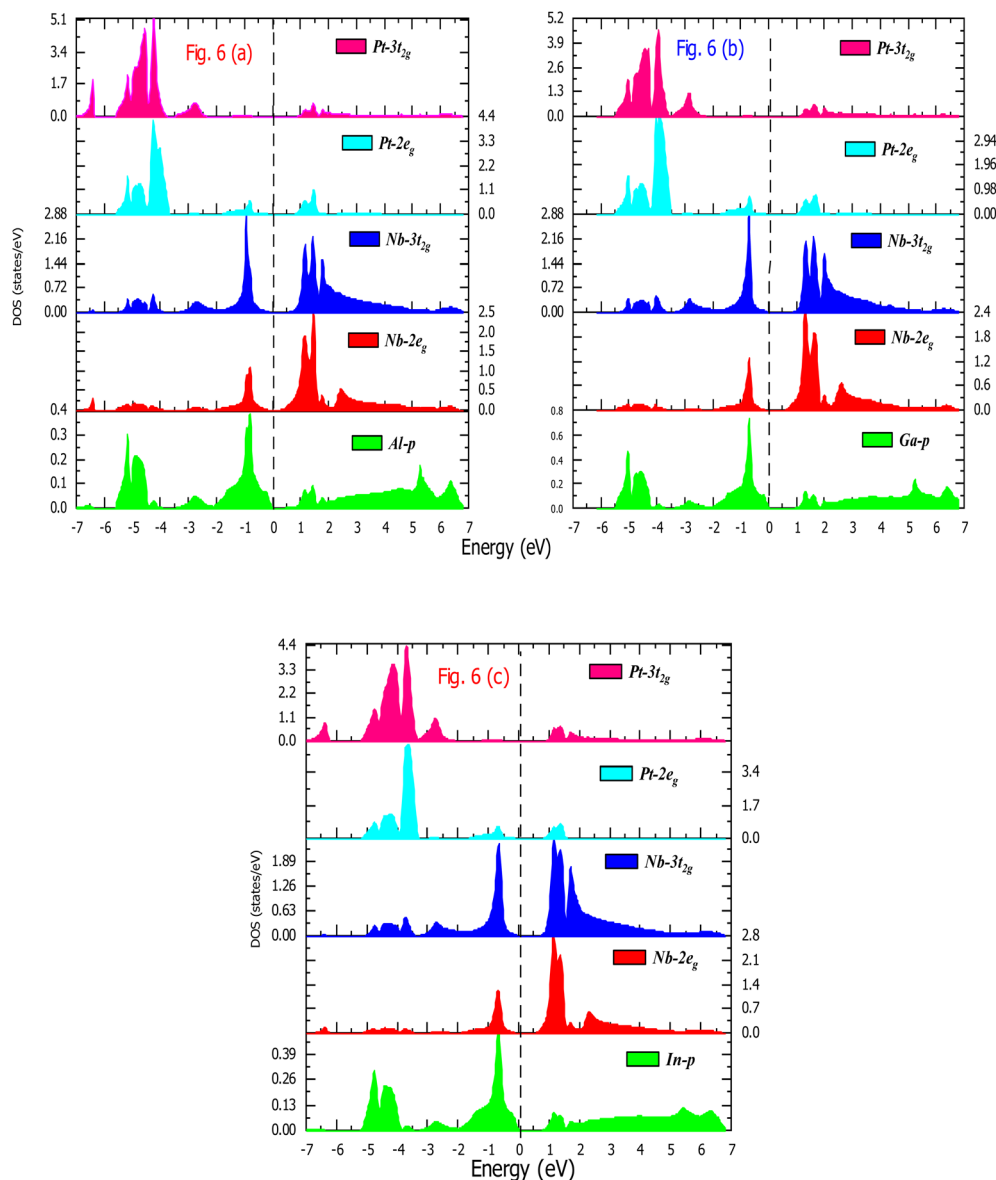 Fig. 6 (a)
Pt-3t2g
5.1
3.4
1.7
0.0
4.4
Pt-2eg
3.3
2.2
1.1
0.0
2.88
Nb-3t2g
2.16
1.44
0.72
0.00
2.5
Nb-2eg
2.0
1.5
1.0
0.5
0.0
0.4
Al-p
0.3
0.2
0.1
0.0
-7 -6 -5 -4 -3 -2 -1 0 1 2 3 4 5 6 7
DOS (states/eV)
Fig. 6 (b)
Pt-3t2g
5.2
3.9
2.6
1.3
0.0
Pt-2eg
2.94
1.96
0.98
0.0
2.88
Nb-3t2g
2.16
1.44
0.72
0.00
2.4
Nb-2eg
1.8
1.2
0.6
0.0
0.8
Ga-p
0.6
0.4
0.2
0.0
-7 -6 -5 -4 -3 -2 -1 0 1 2 3 4 5 6 7
Energy (eV)
Fig. 6 (c)
Pt-3t2g
4.4
3.3
2.2
1.1
0.0
Pt-2eg
3.4
1.7
0.0
Nb-3t2g
1.89
1.26
0.63
0.00
2.8
Nb-2eg
2.1
1.4
0.7
0.0
In-p
0.39
0.26
0.13
0.00
-7 -6 -5 -4 -3 -2 -1 0 1 2 3 4 5 6 7
DOS (states/eV)
Energy (eV)